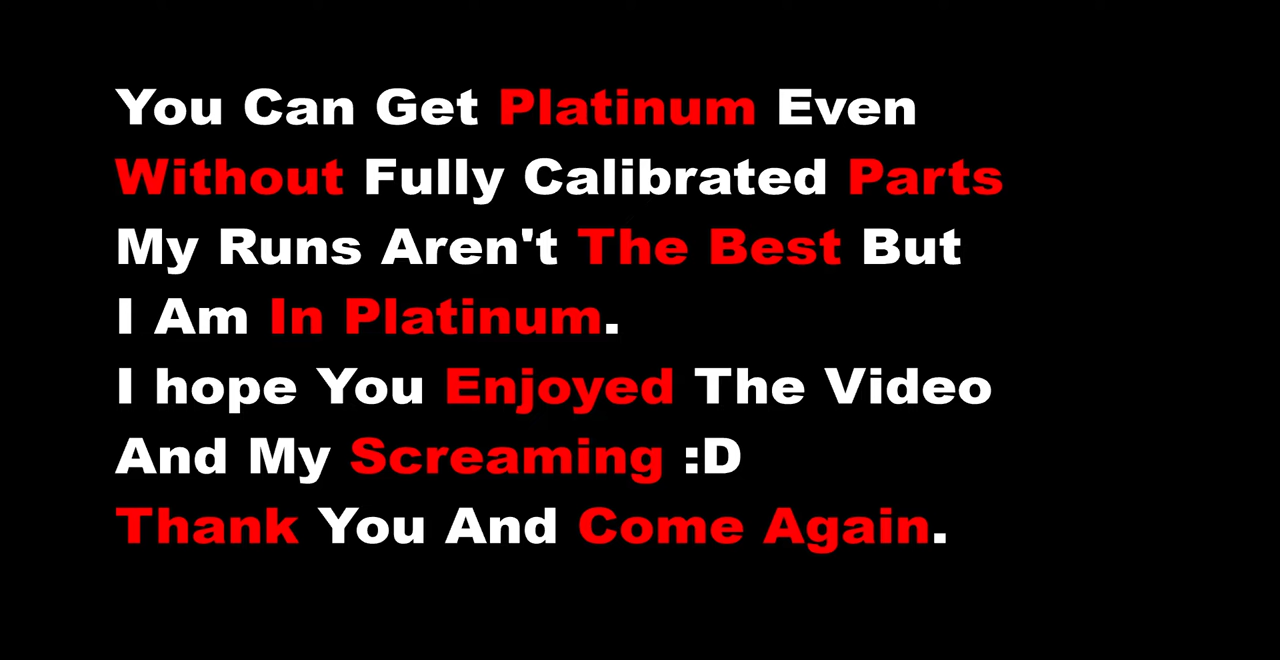 You Can Get Platinum Even
Without Fully Calibrated Parts
My Runs Aren't The Best But
I Am In Platinum.
I hope You Enjoyed The Video
And My Screaming :D
Thank You And Come Again.